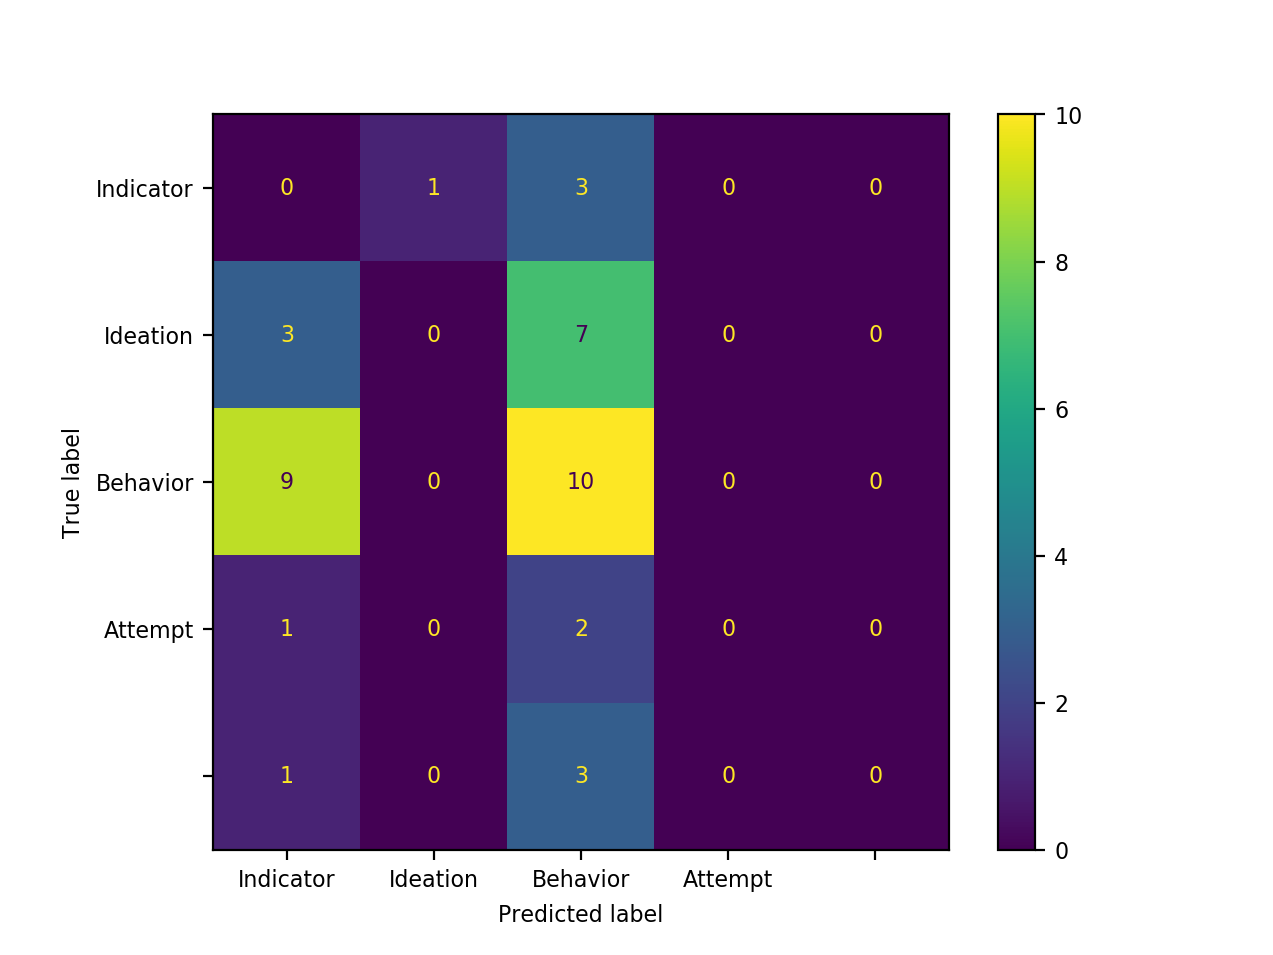 10
Indicator 0 1 3 0 0
8
Ideation 3 0 7 0 0
6
True label
Behavior 9 0 10 0 0
4
Attempt 1 0 2 0 0
2
1 0 3 0 0
0
Indicator Ideation Behavior Attempt
Predicted label